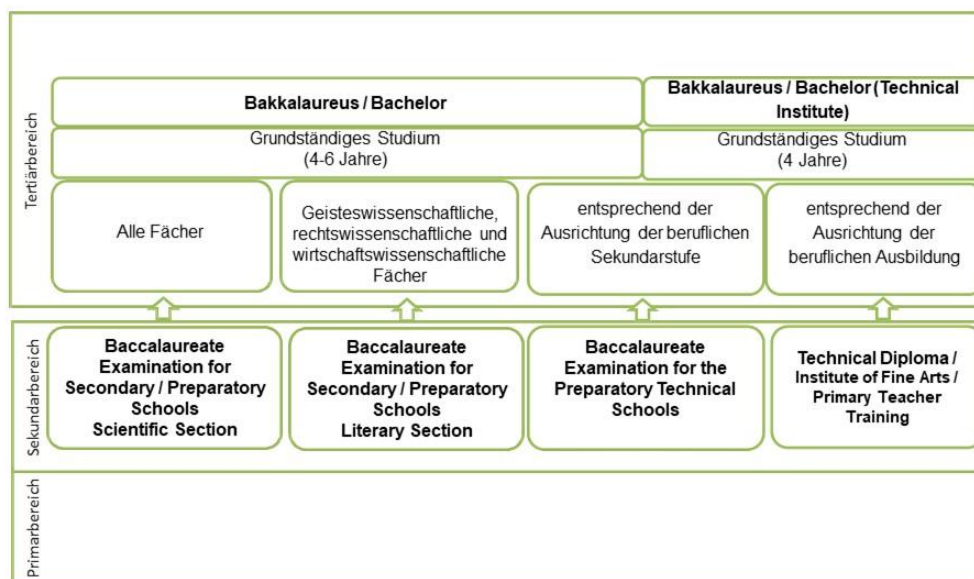 Tertiärbereich
Bakkalaureus / Bachelor
Bakkalaureus / Bachelor (Technical
Institute)
Grundständiges Studium
(4-6 Jahre)
Grundständiges Studium
(4 Jahre)
Alle Fächer
Geisteswissenschaftliche,
rechtswissenschaftliche und
wirtschaftswissenschaftliche
Fächer
entsprechend der
Ausrichtung der beruflichen
Sekundarstufe
entsprechend der
Ausrichtung der
beruflichen Ausbildung
Sekundarbereich
Baccalaureate
Examination for
Secondary / Preparatory
Schools
Scientific Section
Baccalaureate
Examination for
Secondary / Preparatory
Schools
Literary Section
Baccalaureate
Examination for the
Preparatory Technical
Schools
Technical Diploma /
Institute of Fine Arts /
Primary Teacher
Training
Primarbereich